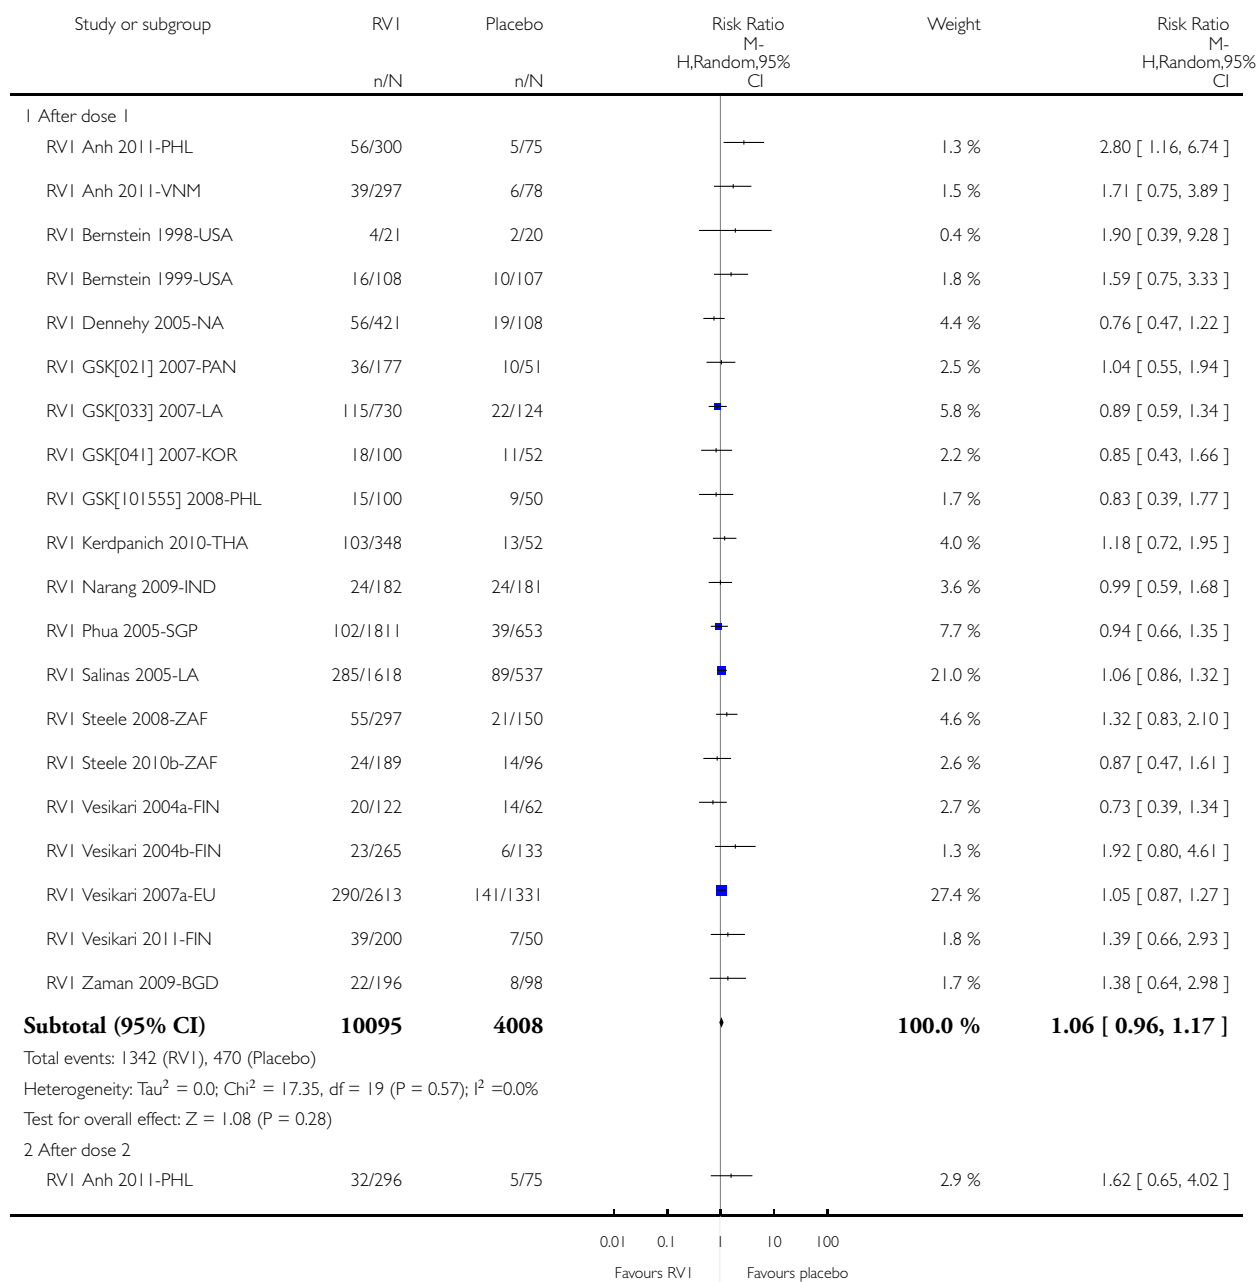 Study or subgroup RV1 Placebo Risk Ratio Weight Risk Ratio
M- M-
H,Random,95% H,Random,95%
n/N n/N CI CI
1 After dose 1
RV1 Anh 2011-PHL 56/300 5/75 1.3 % 2.80 [ 1.16, 6.74 ]
RV1 Anh 2011-VNM 39/297 6/78 1.5 % 1.71 [ 0.75, 3.89 ]
RV1 Bernstein 1998-USA 4/21 2/20 0.4 % 1.90 [ 0.39, 9.28 ]
RV1 Bernstein 1999-USA 16/108 10/107 1.8 % 1.59 [ 0.75, 3.33 ]
RV1 Dennehy 2005-NA 56/421 19/108 4.4 % 0.76 [ 0.47, 1.22 ]
RV1 GSK[021] 2007-PAN 36/177 10/51 2.5 % 1.04 [ 0.55, 1.94 ]
RV1 GSK[033] 2007-LA 115/730 22/124 5.8 % 0.89 [ 0.59, 1.34 ]
RV1 GSK[041] 2007-KOR 18/100 11/52 2.2 % 0.85 [ 0.43, 1.66 ]
RV1 GSK[101555] 2008-PHL 15/100 9/50 1.7 % 0.83 [ 0.39, 1.77 ]
RV1 Kerdpanich 2010-THA 103/348 13/52 4.0 % 1.18 [ 0.72, 1.95 ]
RV1 Narang 2009-IND 24/182 24/181 3.6 % 0.99 [ 0.59, 1.68 ]
RV1 Phua 2005-SGP 102/1811 39/653 7.7 % 0.94 [ 0.66, 1.35 ]
RV1 Salinas 2005-LA 285/1618 89/537 21.0 % 1.06 [ 0.86, 1.32 ]
RV1 Steele 2008-ZAF 55/297 21/150 4.6 % 1.32 [ 0.83, 2.10 ]
RV1 Steele 2010b-ZAF 24/189 14/96 2.6 % 0.87 [ 0.47, 1.61 ]
RV1 Vesikari 2004a-FIN 20/122 14/62 2.7 % 0.73 [ 0.39, 1.34 ]
RV1 Vesikari 2004b-FIN 23/265 6/133 1.3 % 1.92 [ 0.80, 4.61 ]
RV1 Vesikari 2007a-EU 290/2613 141/1331 27.4 % 1.05 [ 0.87, 1.27 ]
RV1 Vesikari 2011-FIN 39/200 7/50 1.8 % 1.39 [ 0.66, 2.93 ]
RV1 Zaman 2009-BGD 22/196 8/98 1.7 % 1.38 [ 0.64, 2.98 ]
Subtotal (95% CI) 10095 4008 100.0 % 1.06 [ 0.96, 1.17 ]
Total events: 1342 (RV1), 470 (Placebo)
Heterogeneity: Tau² = 0.0; Chi² = 17.35, df = 19 (P = 0.57); I² =0.0%
Test for overall effect: Z = 1.08 (P = 0.28)
2 After dose 2
RV1 Anh 2011-PHL 32/296 5/75 2.9 % 1.62 [ 0.65, 4.02 ]
0.01 0.1 1 10 100
Favours RV1 Favours placebo